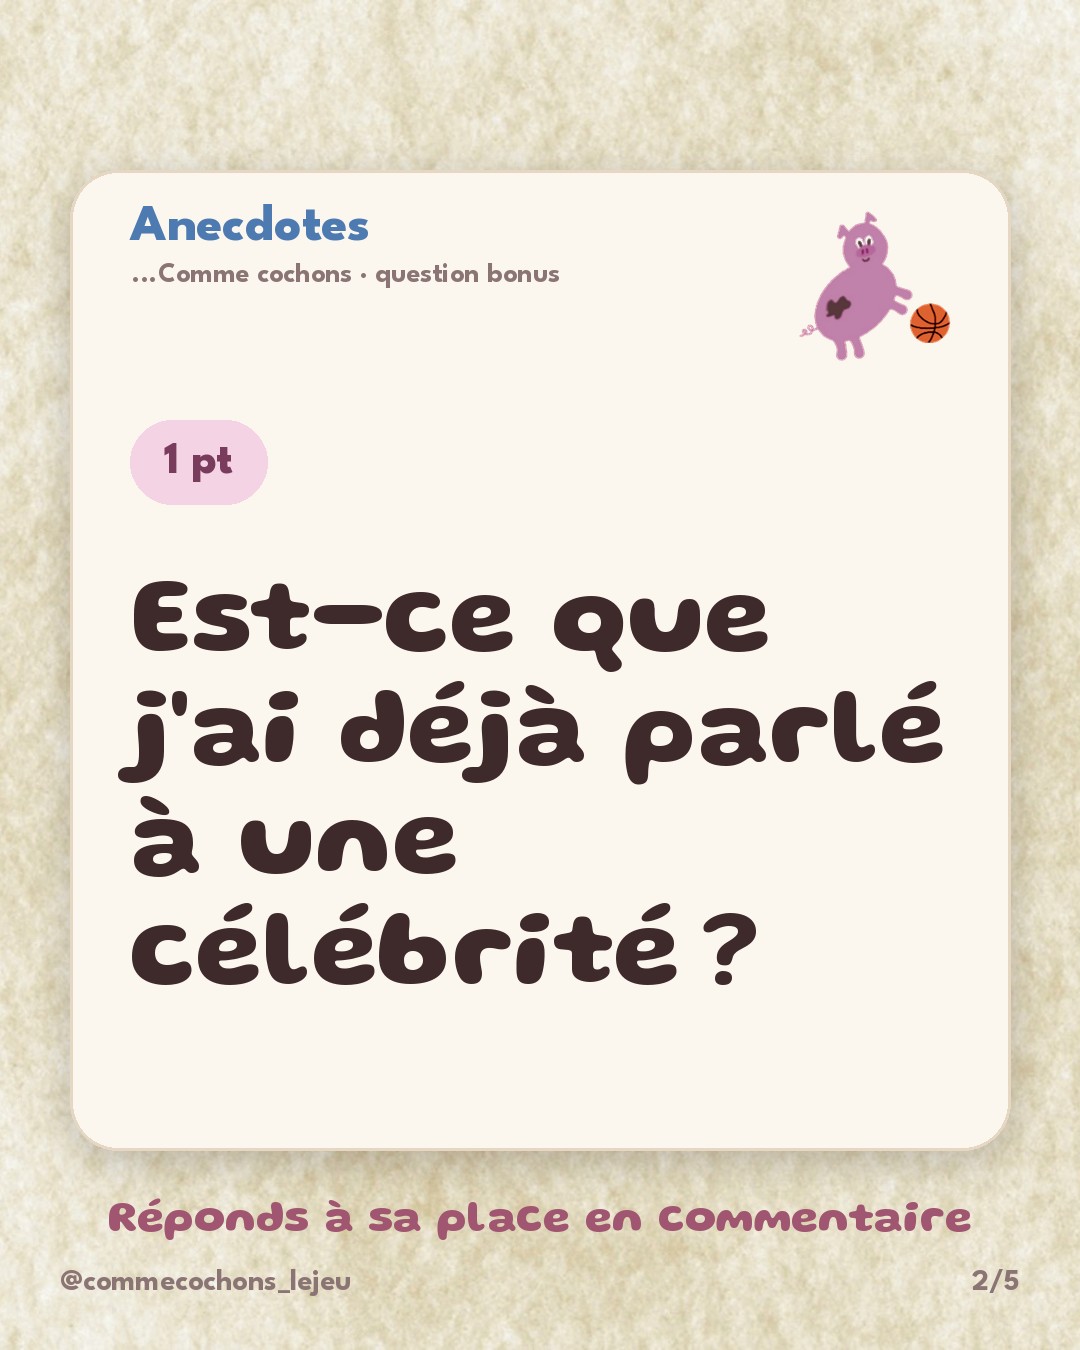 Anecdotes
...Comme cochons · question bonus
1 pt
Est-ce que
j'ai déjà parlé
à une
célébrité ?
Réponds à sa place en commentaire
@commecochons_lejeu
2/5